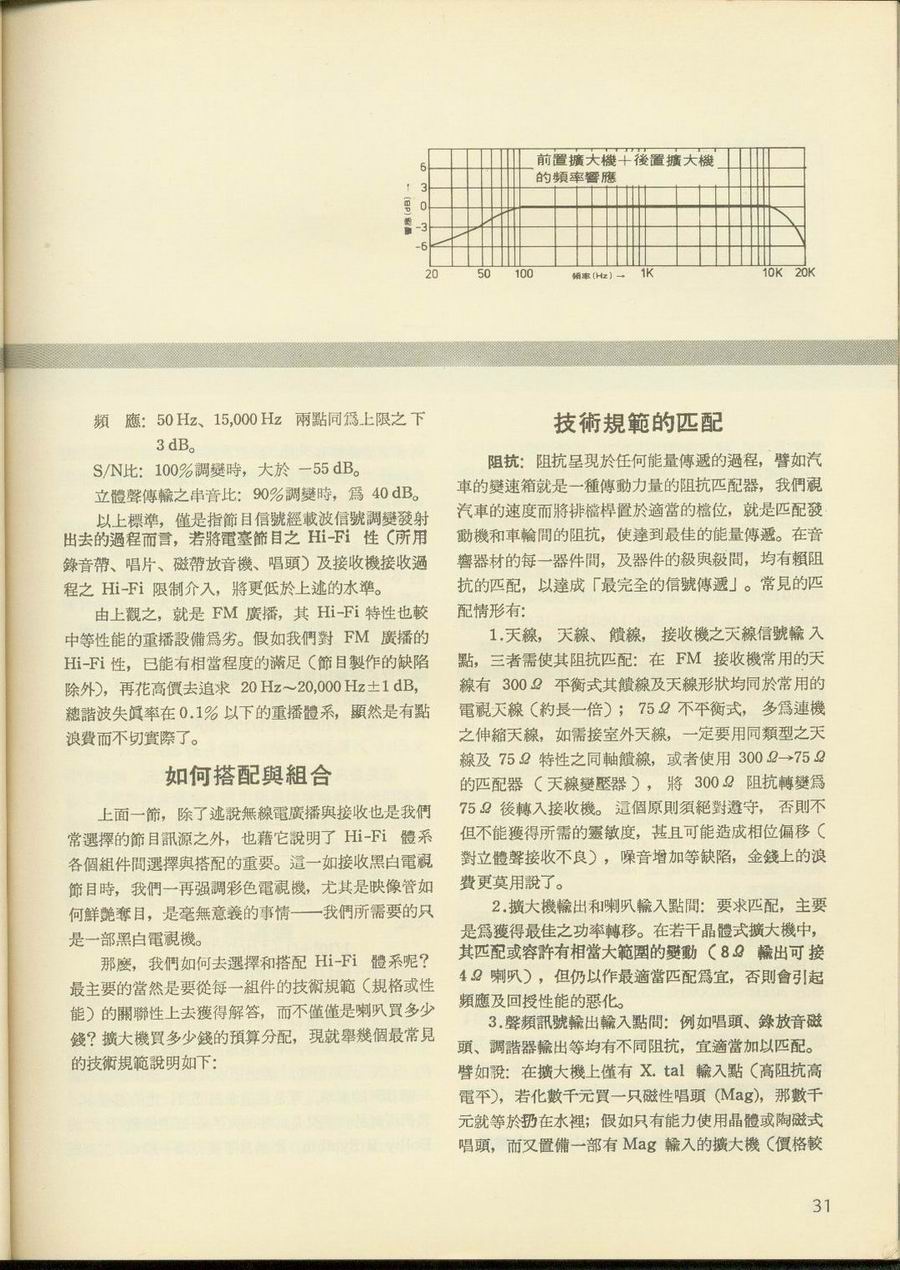 前置擴大機＋後置擴大機
的頻率響應
6
3
0
-3
-6
響應(dB)→
20 50 100 頻率(Hz)→ 1K 10K 20K
頻　應：50 Hz、15,000 Hz 兩點同爲上限之下
3 dB。
S/N比：100%調變時，大於 －55 dB。
立體聲傳輸之串音比：90%調變時，爲 40 dB。
以上標準，僅是指節目信號經載波信號調變發射
出去的過程而言，若將電臺節目之 Hi-Fi 性（所用
錄音帶、唱片、磁帶放音機、唱頭）及接收機接收過
程之 Hi-Fi 限制介入，將更低於上述的水準。
由上觀之，就是 FM 廣播，其 Hi-Fi 特性也較
中等性能的重播設備爲劣。假如我們對 FM 廣播的
Hi-Fi 性，已能有相當程度的滿足（節目製作的缺陷
除外），再花高價去追求 20 Hz～20,000 Hz±1 dB，
總諧波失眞率在 0.1% 以下的重播體系，顯然是有點
浪費而不切實際了。
如何搭配與組合
上面一節，除了述說無線電廣播與接收也是我們
常選擇的節目訊源之外，也藉它說明了 Hi-Fi 體系
各個組件間選擇與搭配的重要。這一如接收黑白電視
節目時，我們一再强調彩色電視機，尤其是映像管如
何鮮艷奪目，是毫無意義的事情——我們所需要的只
是一部黑白電視機。
那麽，我們如何去選擇和搭配 Hi-Fi 體系呢？
最主要的當然是要從每一組件的技術規範（規格或性
能）的關聯性上去獲得解答，而不僅僅是喇叭買多少
錢？擴大機買多少錢的預算分配，現就舉幾個最常見
的技術規範說明如下：
技術規範的匹配
阻抗：阻抗呈現於任何能量傳遞的過程，譬如汽
車的變速箱就是一種傳動力量的阻抗匹配器，我們視
汽車的速度而將排檔桿置於適當的檔位，就是匹配發
動機和車輪間的阻抗，使達到最佳的能量傳遞。在音
響器材的每一器件間，及器件的級與級間，均有賴阻
抗的匹配，以達成「最完全的信號傳遞」。常見的匹
配情形有：
1.天線，天線、饋線，接收機之天線信號輸入
點，三者需使其阻抗匹配：在 FM 接收機常用的天
線有 300Ω 平衡式其饋線及天線形狀均同於常用的
電視天線（約長一倍）；75Ω 不平衡式，多爲連機
之伸縮天線，如需接室外天線，一定要用同類型之天
線及 75Ω 特性之同軸饋線，或者使用 300Ω→75Ω
的匹配器（天線變壓器），將 300Ω 阻抗轉變爲
75Ω 後轉入接收機。這個原則須絕對遵守，否則不
但不能獲得所需的靈敏度，甚且可能造成相位偏移（
對立體聲接收不良），噪音增加等缺陷，金錢上的浪
費更莫用說了。
2.擴大機輸出和喇叭輸入點間：要求匹配，主要
是爲獲得最佳之功率轉移。在若干晶體式擴大機中，
其匹配或容許有相當大範圍的變動（8Ω 輸出可接
4Ω 喇叭），但仍以作最適當匹配爲宜，否則會引起
頻應及回授性能的惡化。
3.聲頻訊號輸出輸入點間：例如唱頭、錄放音磁
頭、調諧器輸出等均有不同阻抗，宜適當加以匹配。
譬如說：在擴大機上僅有 X. tal 輸入點（高阻抗高
電平），若化數千元買一只磁性唱頭 (Mag)，那數千
元就等於扔在水裡；假如只有能力使用晶體或陶磁式
唱頭，而又置備一部有 Mag 輸入的擴大機（價格較
31